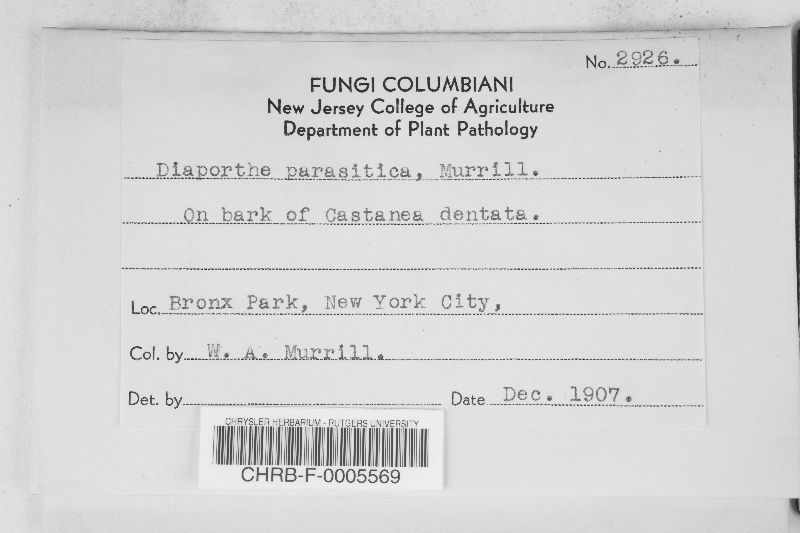 No. 2926.
FUNGI COLUMBIANI
New Jersey College of Agriculture
Department of Plant Pathology
Diaporthe parasitica, Murrill.
On bark of Castanea dentata.
Loc. Bronx Park, New York City,
Col. by W. A. Murrill.
Det. by Date Dec. 1907.
CHRYSLER HERBARIUM - RUTGERS UNIVERSITY
CHRB-F-0005569